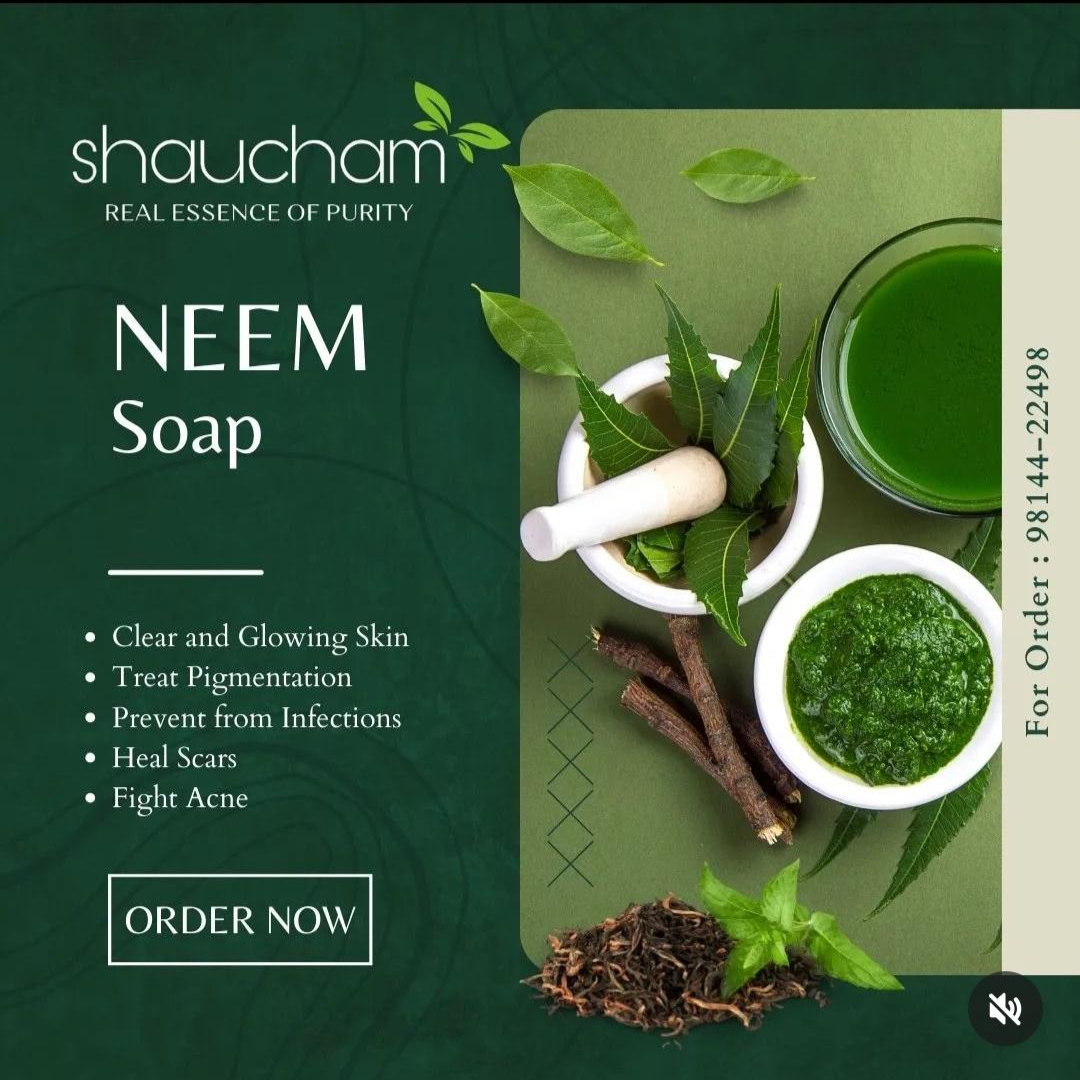 shaucham
REAL ESSENCE OF PURITY
NEEM
Soap
• Clear and Glowing Skin
• Treat Pigmentation
• Prevent from Infections
• Heal Scars
• Fight Acne
ORDER NOW
For Order : 98144-22498